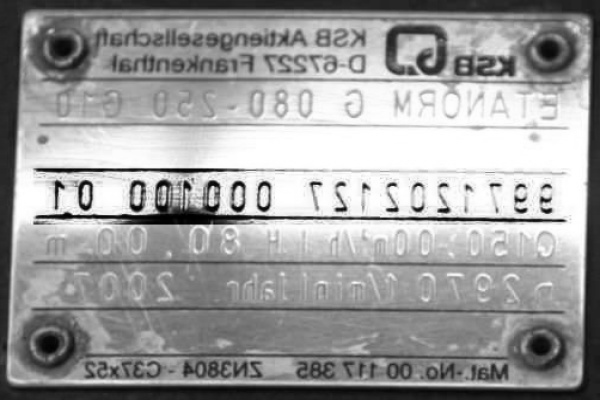 KSB KSB Aktiengesellschaft
D-67227 Frankenthal
ETANORM G 080-250 G10
9971202127 000100 01
Q150,00m³/h H 80,00 m
n2970 1/min Jahr 2007
Mat.-No. 00 117 385 ZN3804 - C37x52